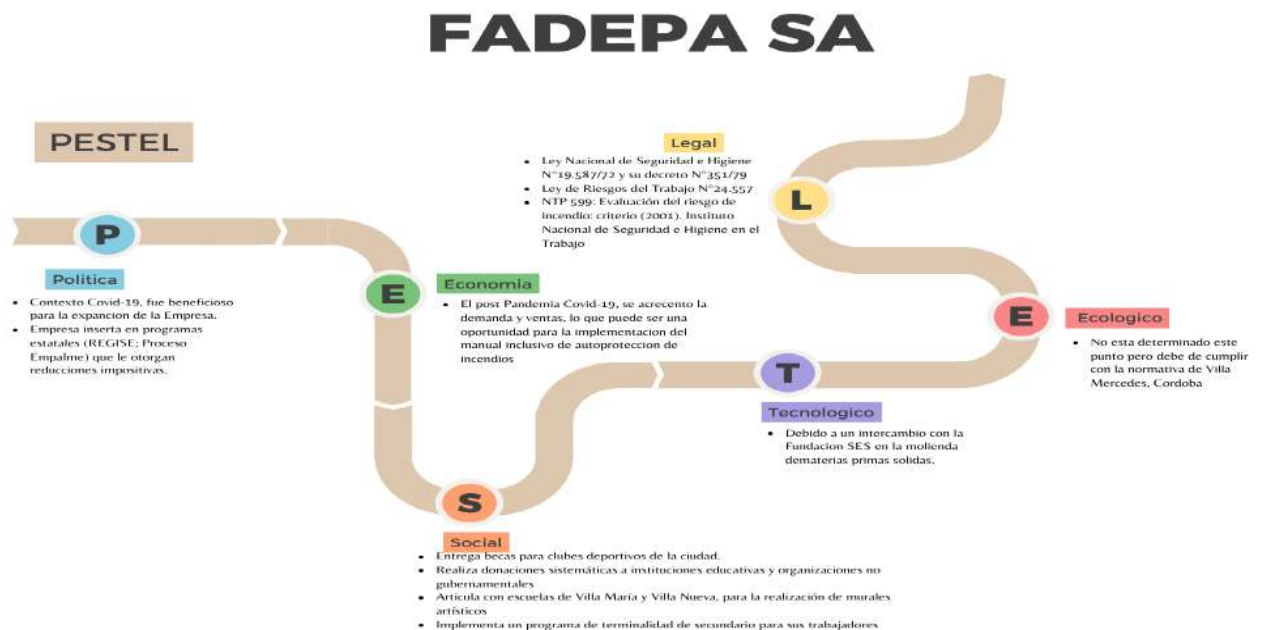 FADEPA SA
PESTEL
P
Politica
• Contexto Covid-19, fue beneficioso
para la expancion de la Empresa.
• Empresa inserta en programas
estatales (REGISE; Proceso
Empalme) que le otorgan
reducciones impositivas.
E
Economia
• El post Pandemia Covid-19, se acrecento la
demanda y ventas, lo que puede ser una
oportunidad para la implementacion del
manual inclusivo de autoproteccion de
incendios
S
Social
• Entrega becas para clubes deportivos de la ciudad.
• Realiza donaciones sistemáticas a instituciones educativas y organizaciones no
gubernamentales
• Articula con escuelas de Villa María y Villa Nueva, para la realización de murales
artísticos
• Implementa un programa de terminalidad de secundario para sus trabajadores
T
Tecnologico
• Debido a un intercambio con la
Fundacion SES en la molienda
dematerias primas solidas.
E
Ecologico
• No esta determinado este
punto pero debe de cumplir
con la normativa de Villa
Mercedes, Cordoba
L
Legal
• Ley Nacional de Seguridad e Higiene
N°19.587/72 y su decreto N°351/79
• Ley de Riesgos del Trabajo N°24.557
• NTP 599: Evaluación del riesgo de
incendio: criterio (2001). Instituto
Nacional de Seguridad e Higiene en el
Trabajo